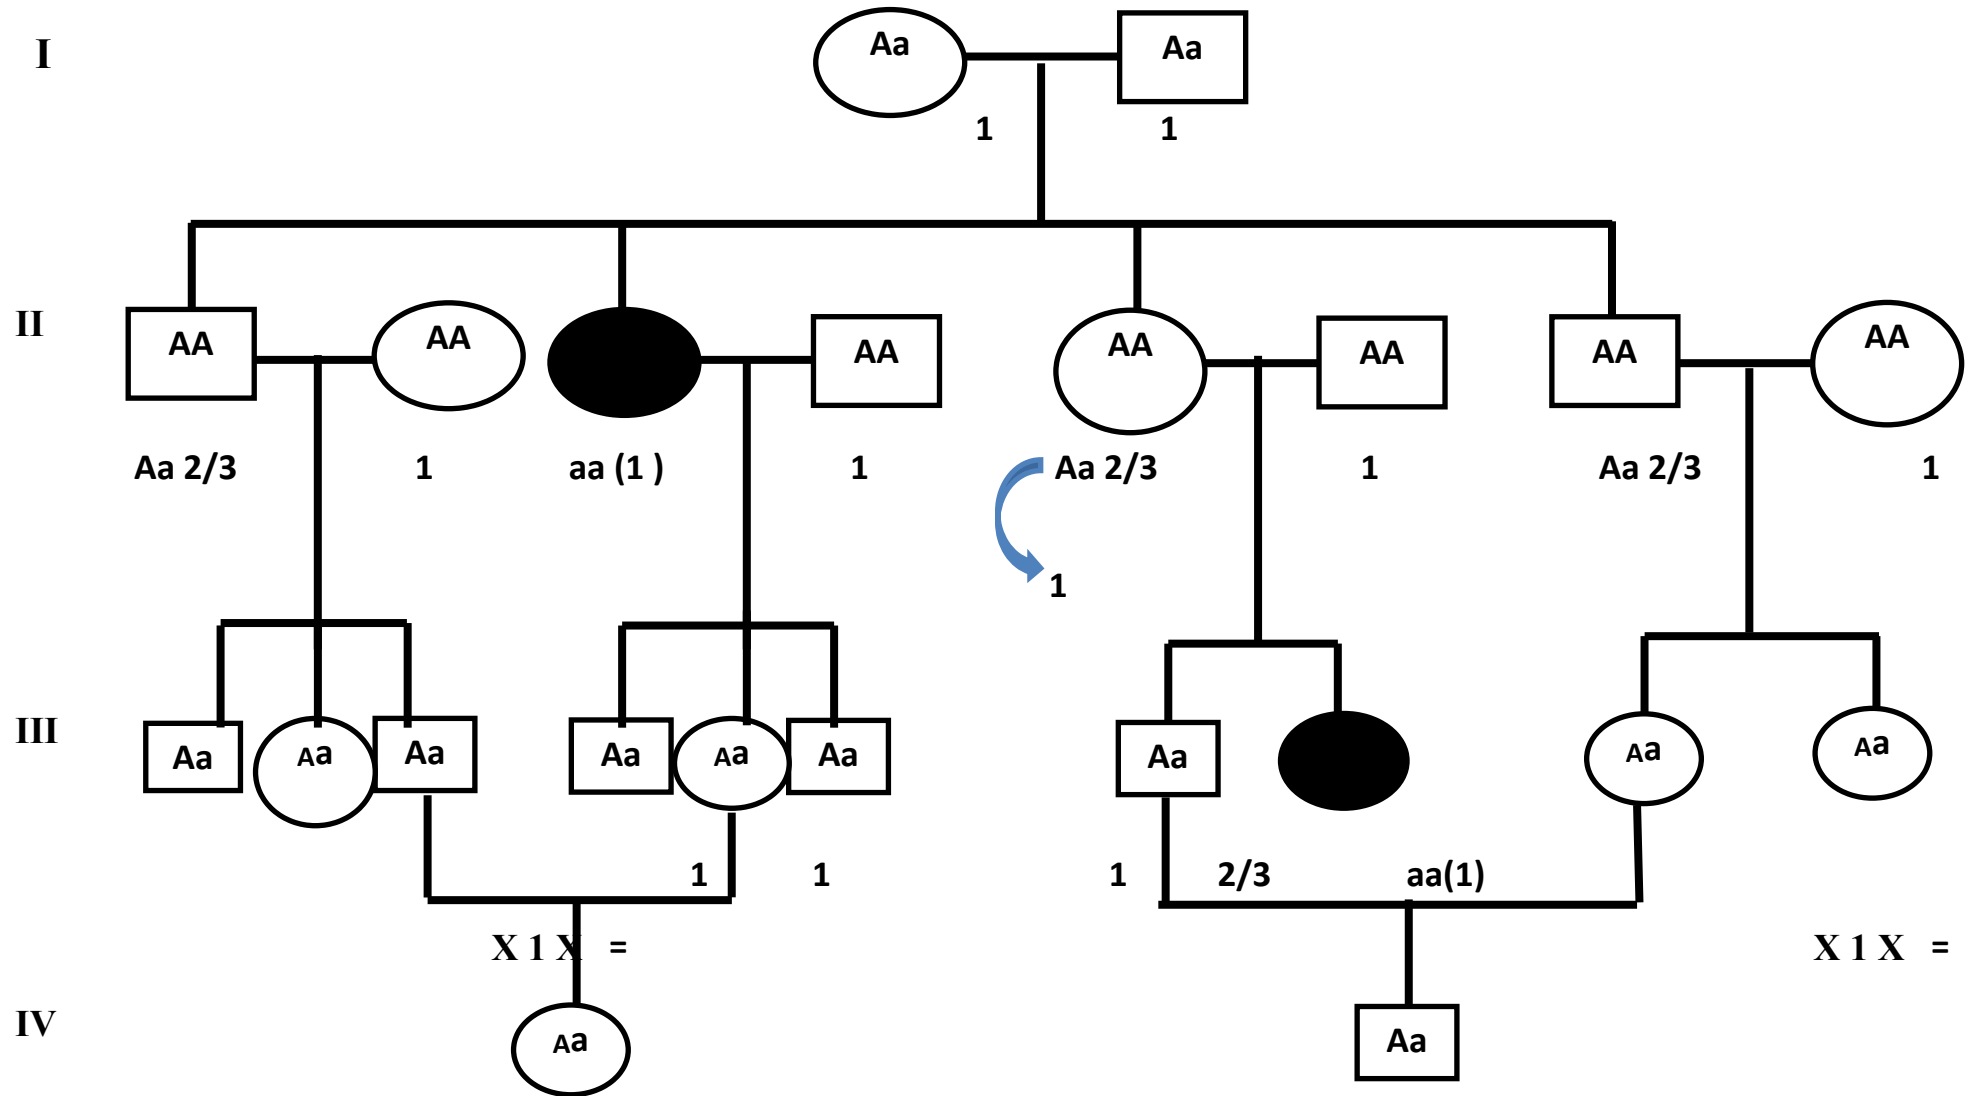 I Aa Aa
1 1
II AA AA AA AA AA AA AA
Aa 2/3 1 aa (1 ) 1 Aa 2/3 1 Aa 2/3 1
1
III Aa Aa Aa Aa Aa Aa Aa Aa Aa
1 1 1 2/3 aa(1)
X 1 X = X 1 X =
IV Aa Aa